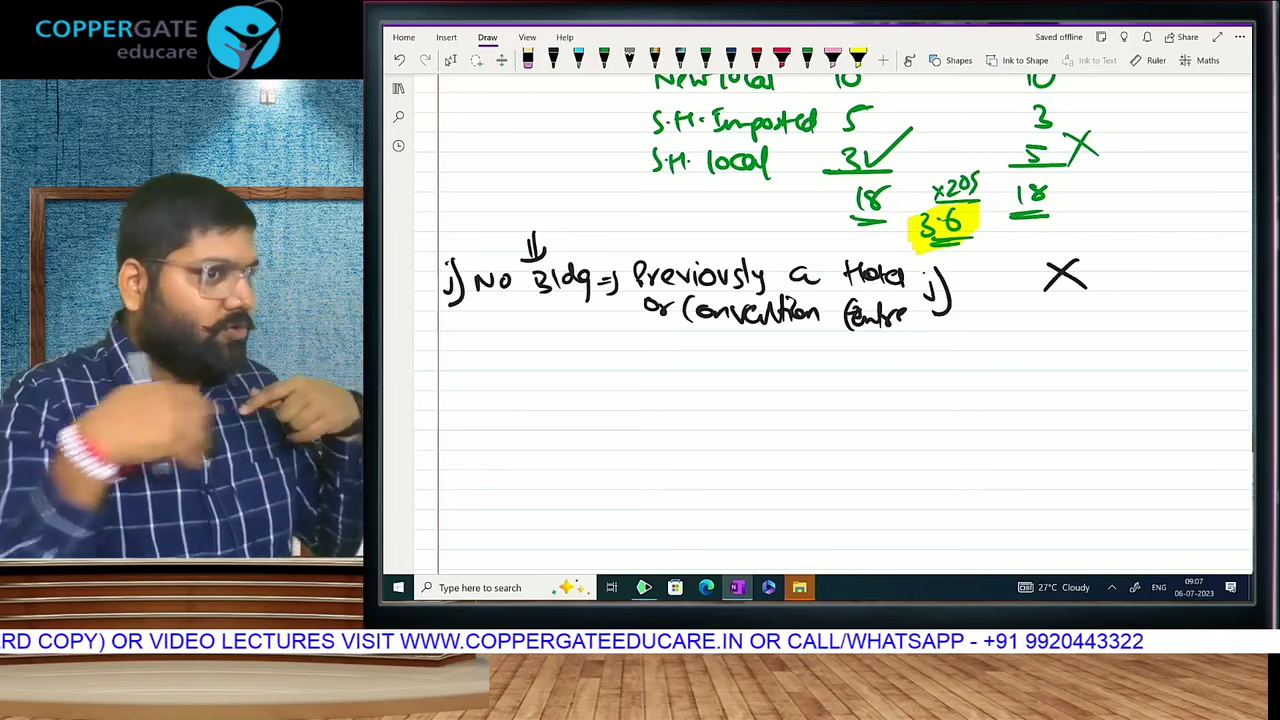 COPPERGATE
educare
Home Insert Draw View Help
Saved offline Share
Shapes Ink to Shape Ink to Text Ruler Maths
New local 10 10
S.H. Imported 5 3
S.H. local 3 5
18 ×20% 18
3.6
j) No Bldg => Previously a Hotel j)
or Convention Centre
Type here to search
27°C Cloudy ENG 09:07
06-07-2023
RD COPY) OR VIDEO LECTURES VISIT WWW.COPPERGATEEDUCARE.IN OR CALL/WHATSAPP - +91 9920443322